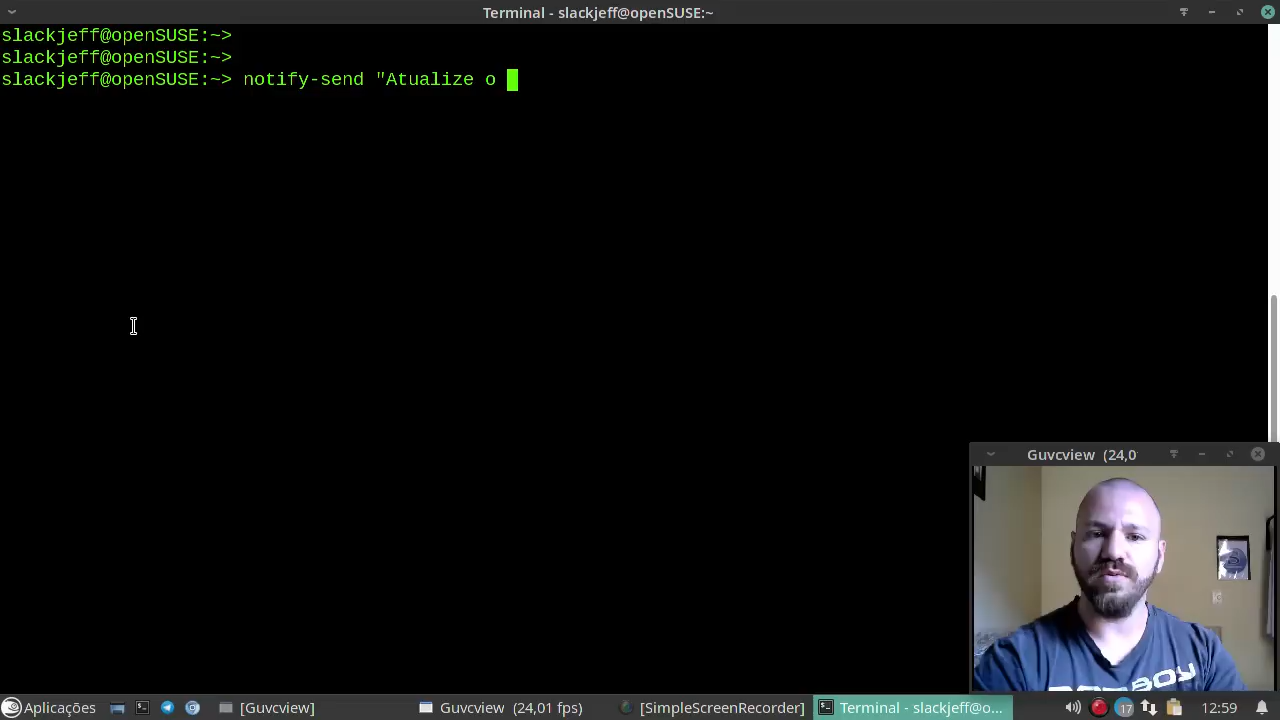 Terminal - slackjeff@openSUSE:~
slackjeff@openSUSE:~>
slackjeff@openSUSE:~>
slackjeff@openSUSE:~> notify-send "Atualize o
Guvcview (24,0
Aplicações
[Guvcview]
Guvcview (24,01 fps)
[SimpleScreenRecorder]
Terminal - slackjeff@o...
17
12:59